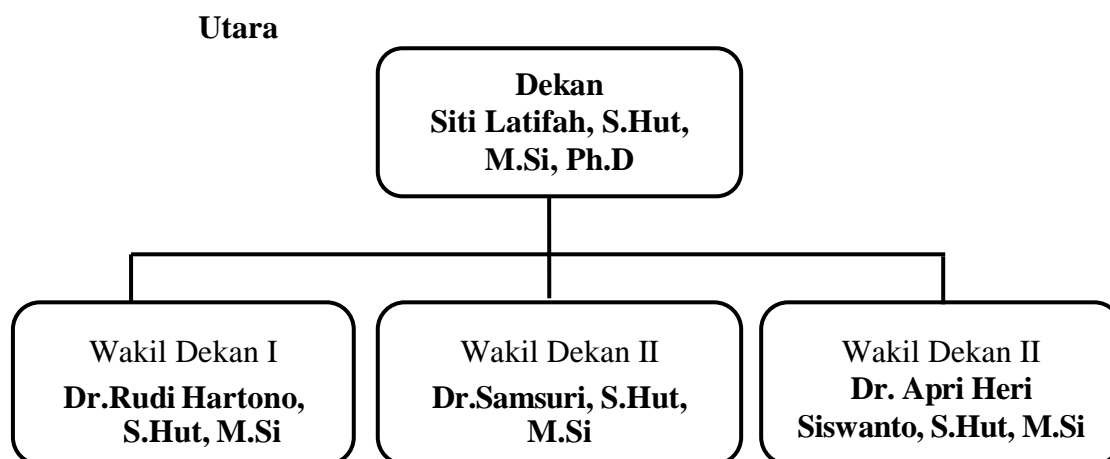 Utara
Dekan
Siti Latifah, S.Hut,
M.Si, Ph.D
Wakil Dekan I
Dr.Rudi Hartono,
S.Hut, M.Si
Wakil Dekan II
Dr.Samsuri, S.Hut,
M.Si
Wakil Dekan II
Dr. Apri Heri
Siswanto, S.Hut, M.Si